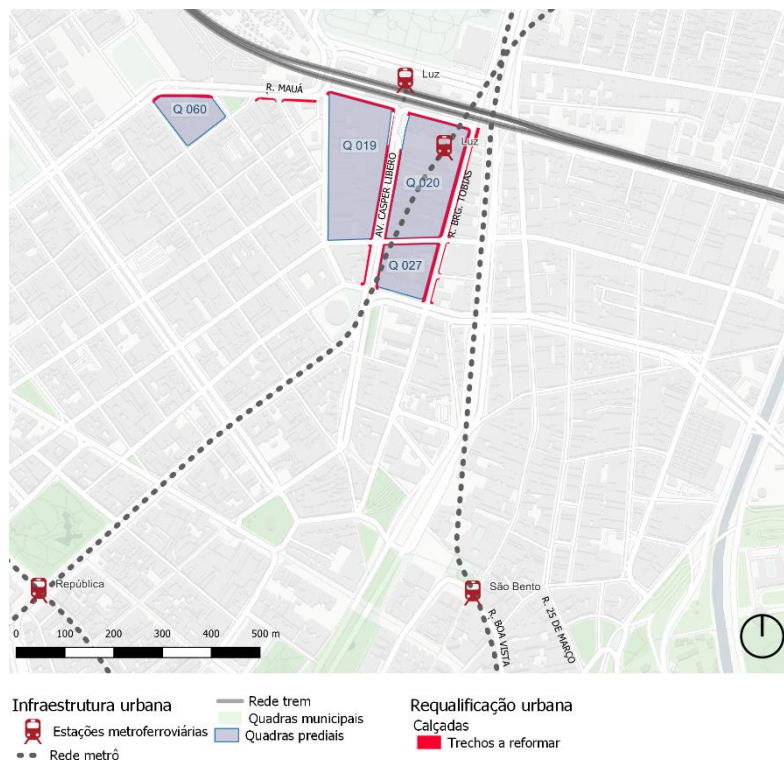 Luz
R. MAUÁ
Q 060
Q 019
Luz
Q 020
AV. CASPER LIBERO
R. BRG. TOBIAS
Q 027
República
São Bento
R. 25 DE MARÇO
R. BOA VISTA
0 100 200 300 400 500 m
Infraestrutura urbana
Estações metroferroviárias
Rede metrô
Rede trem
Quadras municipais
Quadras prediais
Requalificação urbana
Calçadas
Trechos a reformar